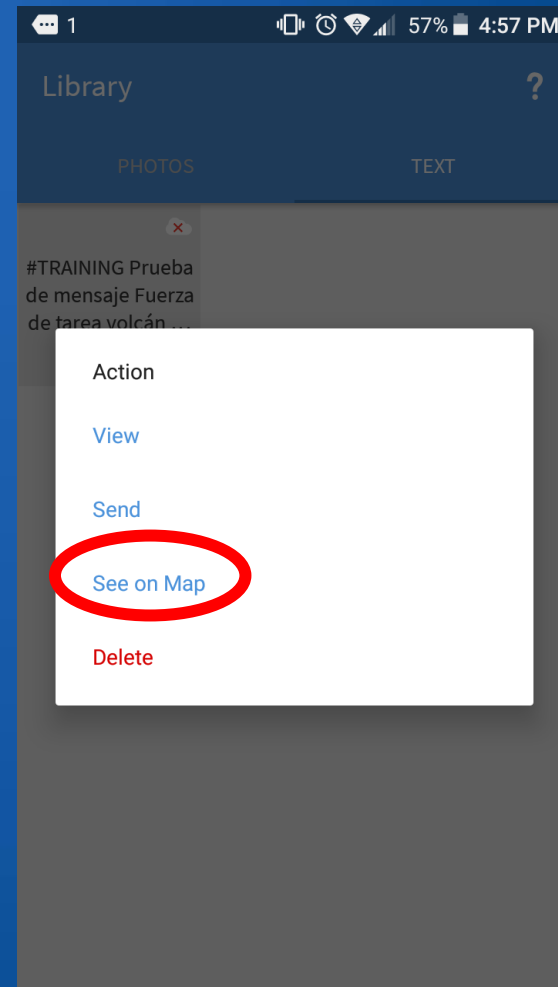 1 57% 4:57 PM
Library ?
PHOTOS TEXT
#TRAINING Prueba
de mensaje Fuerza
de tarea volcán ...
Action
View
Send
See on Map
Delete